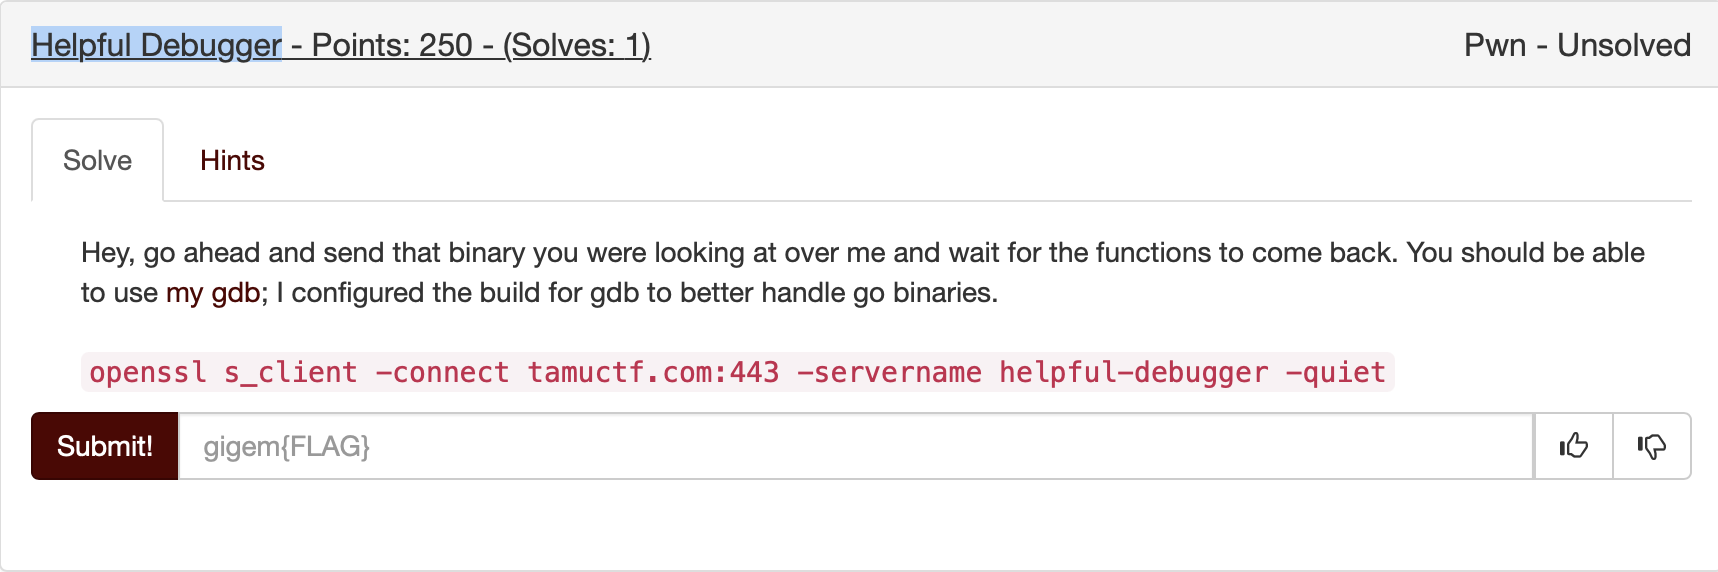 Helpful Debugger - Points: 250 - (Solves: 1)
Pwn - Unsolved
Solve
Hints
Hey, go ahead and send that binary you were looking at over me and wait for the functions to come back. You should be able
to use my gdb; I configured the build for gdb to better handle go binaries.
openssl s_client -connect tamuctf.com:443 -servername helpful-debugger -quiet
Submit!
gigem{FLAG}